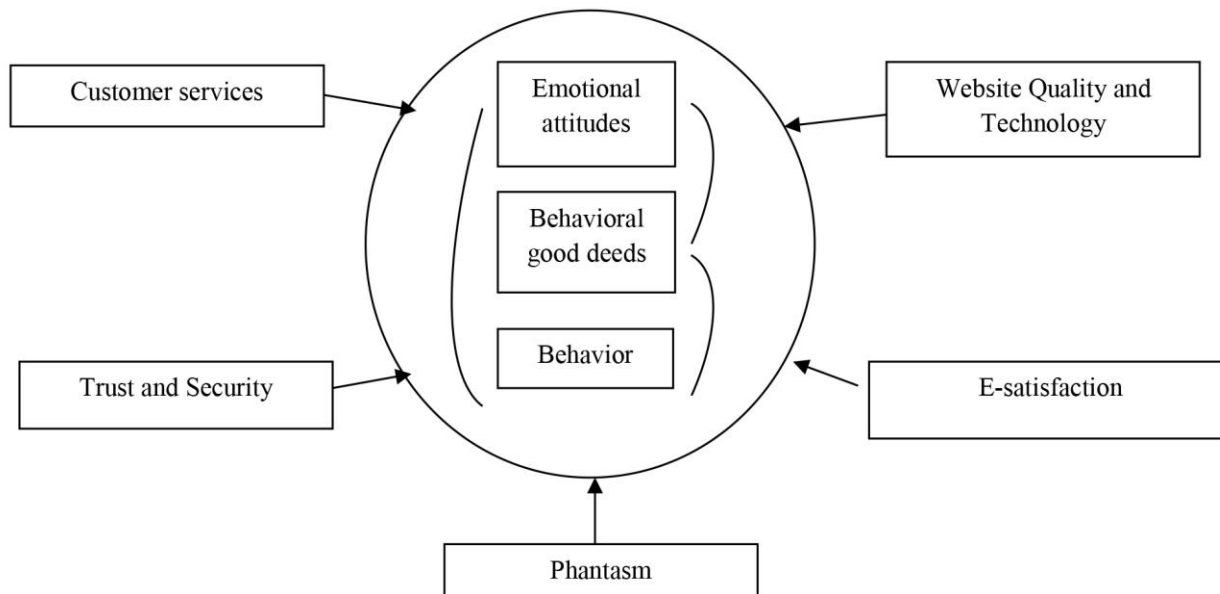 Customer services
Emotional
attitudes
Website Quality and
Technology
Behavioral
good deeds
Behavior
Trust and Security
E-satisfaction
Phantasm